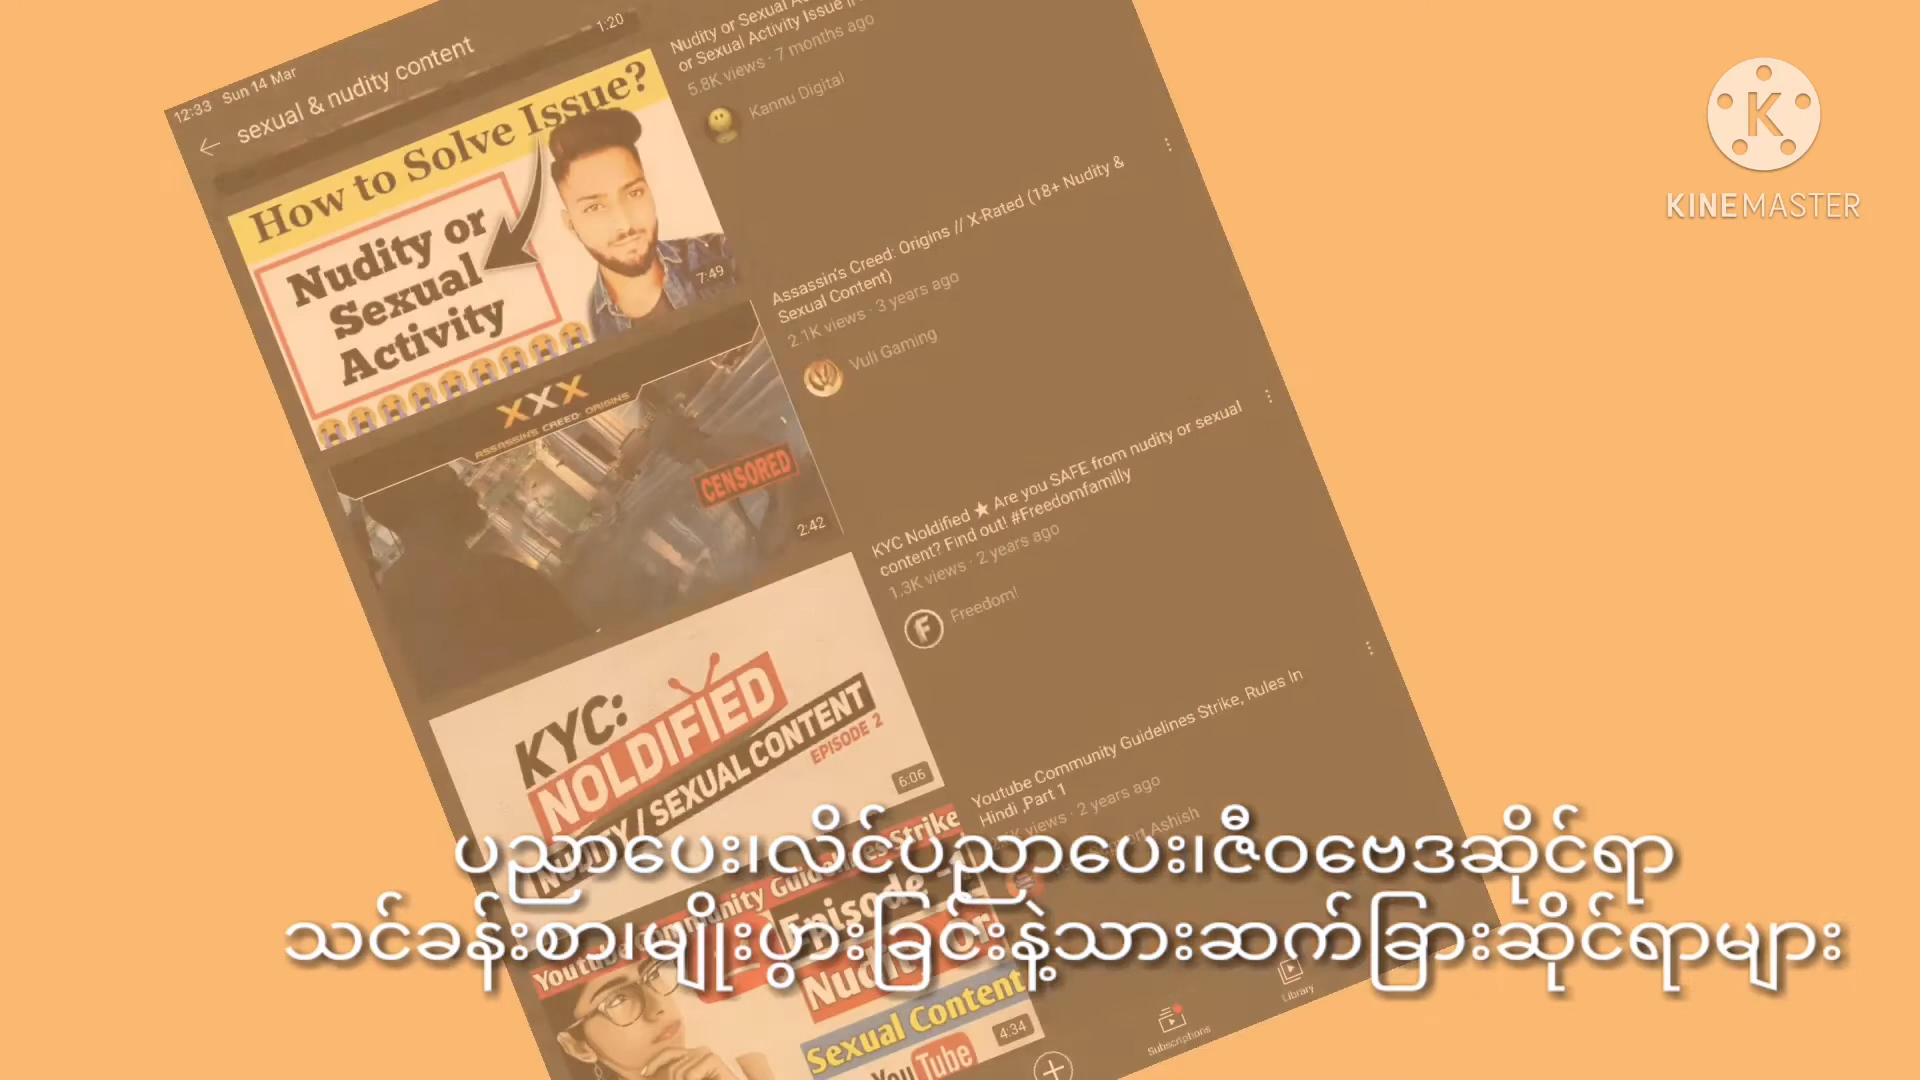 12:33 Sun 14 Mar
sexual & nudity content
1:20
How to Solve Issue?
Nudity or
Sexual
Activity
7:49
Nudity or Sexual
or Sexual Activity Issue
5.8K views · 7 months ago
Kannu Digital
XXX
ASSASSIN'S CREED: ORIGINS
CENSORED
2:42
Assassin's Creed: Origins // X-Rated (18+ Nudity &
Sexual Content)
2.1K views · 3 years ago
Vuli Gaming
KYC:
NOLDIFIED
NUDITY / SEXUAL CONTENT
EPISODE 2
6:06
KYC Noldified ★ Are you SAFE from nudity or sexual
content? Find out! #Freedomfamilly
1.3K views · 2 years ago
F
Freedom!
Youtube Community Guidelines Strike
Episode
Nudity or
Sexual Content
YouTube
4:34
Youtube Community Guidelines Strike, Rules In
Hindi ,Part 1
views · 2 years ago
Ashish
Subscriptions
Library
K
KINEMASTER
ပညာပေး၊လိင်ပညာပေး၊ဇီဝဗေဒဆိုင်ရာ
သင်ခန်းစာ၊မျိုးပွားခြင်းနဲ့သားဆက်ခြားဆိုင်ရာများ